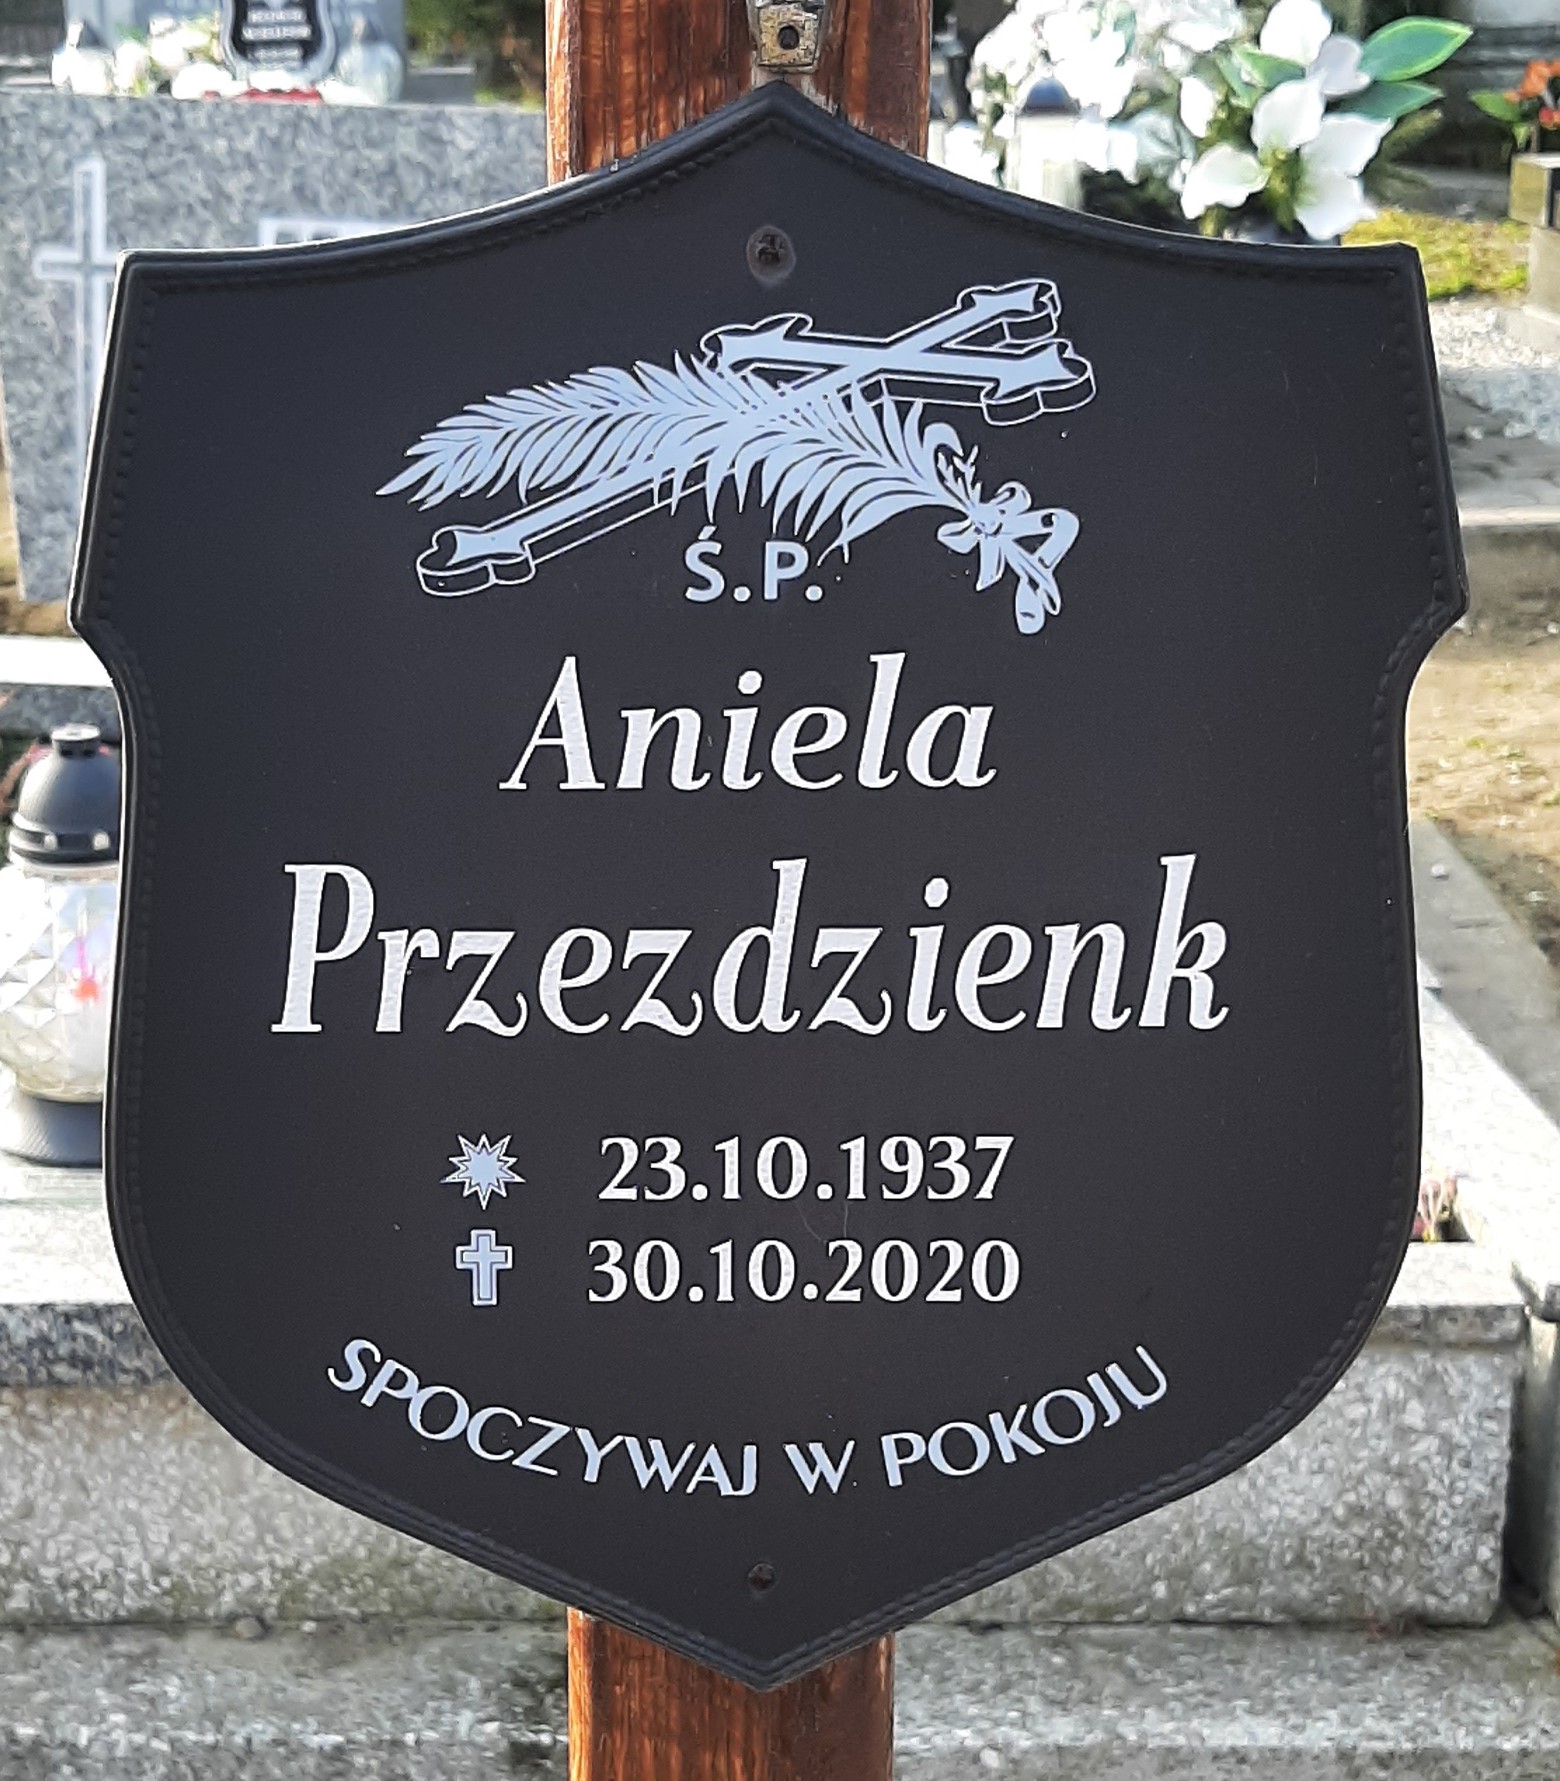 Ś.P.
Aniela
Przezdzienk
23.10.1937
30.10.2020
SPOCZYWAJ W POKOJU